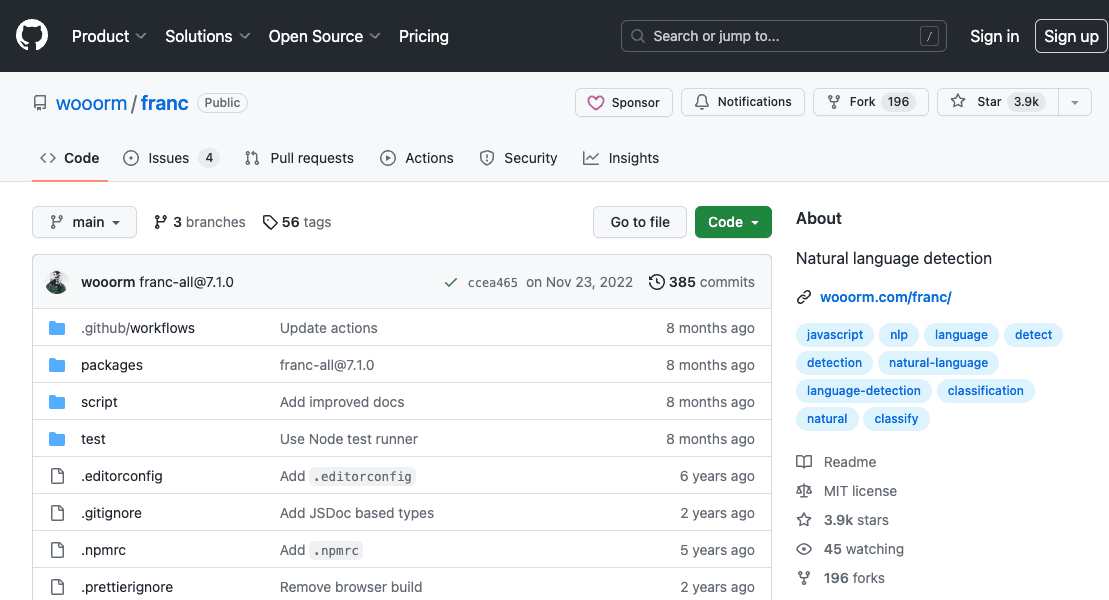 Product Solutions Open Source Pricing Search or jump to... / Sign in Sign up
wooorm / franc Public Sponsor Notifications Fork 196 Star 3.9k
Code Issues 4 Pull requests Actions Security Insights
main 3 branches 56 tags Go to file Code
wooorm franc-all@7.1.0 ccea465 on Nov 23, 2022 385 commits
.github/workflows Update actions 8 months ago
packages franc-all@7.1.0 8 months ago
script Add improved docs 8 months ago
test Use Node test runner 8 months ago
.editorconfig Add .editorconfig 6 years ago
.gitignore Add JSDoc based types 2 years ago
.npmrc Add .npmrc 5 years ago
.prettierignore Remove browser build 2 years ago
About
Natural language detection
wooorm.com/franc/
javascript nlp language detect
detection natural-language
language-detection classification
natural classify
Readme
MIT license
3.9k stars
45 watching
196 forks